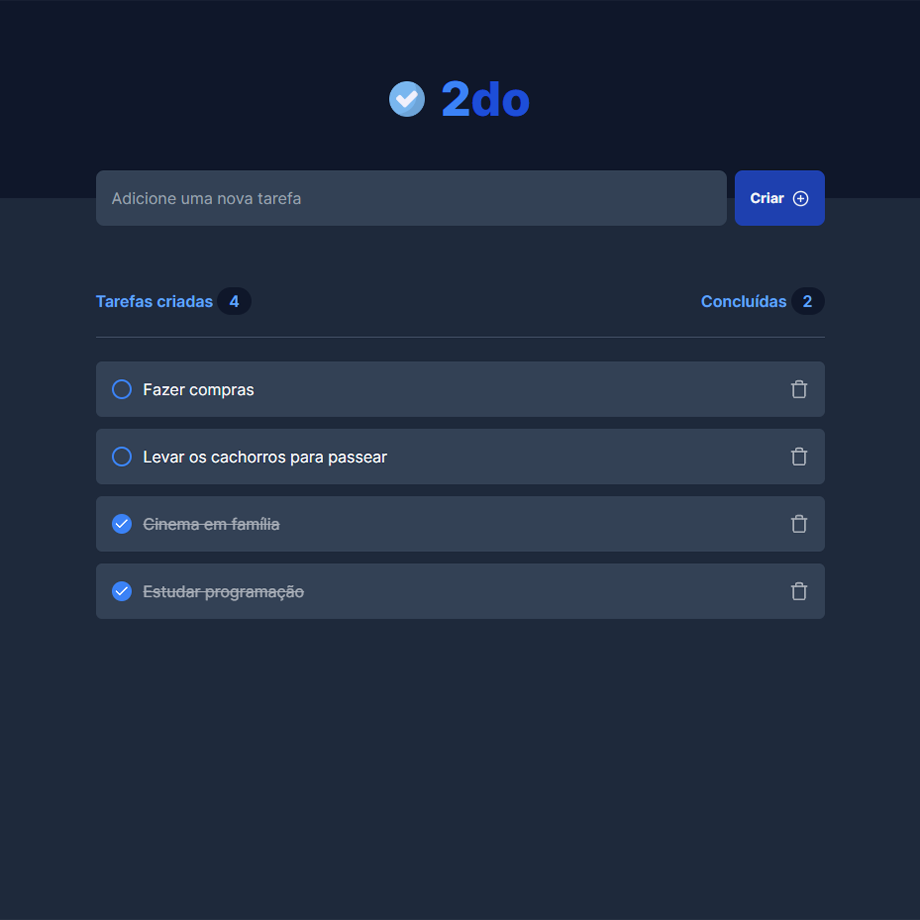 2do
Adicione uma nova tarefa
Criar
Tarefas criadas 4
Concluídas 2
Fazer compras
Levar os cachorros para passear
Cinema em família
Estudar programação